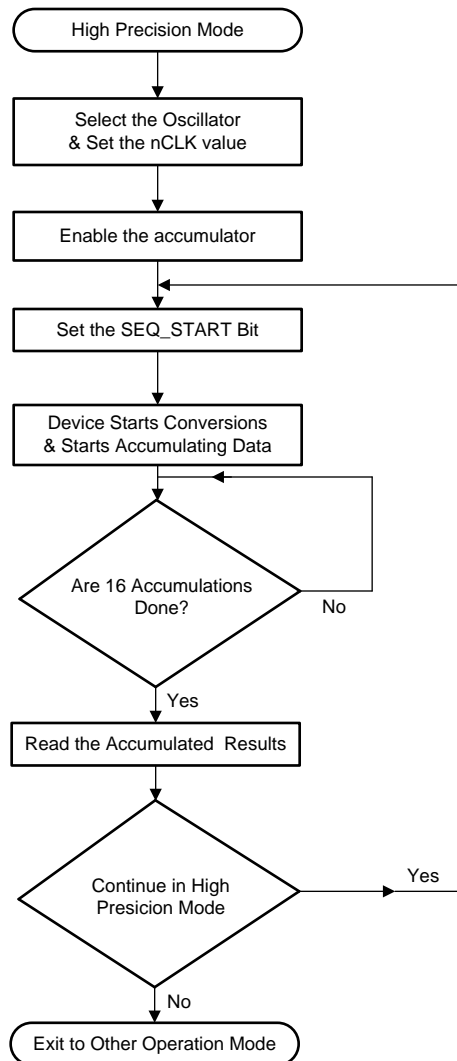 High Precision Mode
Select the Oscillator
& Set the nCLK value
Enable the accumulator
Set the SEQ_START Bit
Device Starts Conversions
& Starts Accumulating Data
Are 16 Accumulations
Done?
No
Yes
Read the Accumulated Results
Continue in High
Presicion Mode
Yes
No
Exit to Other Operation Mode